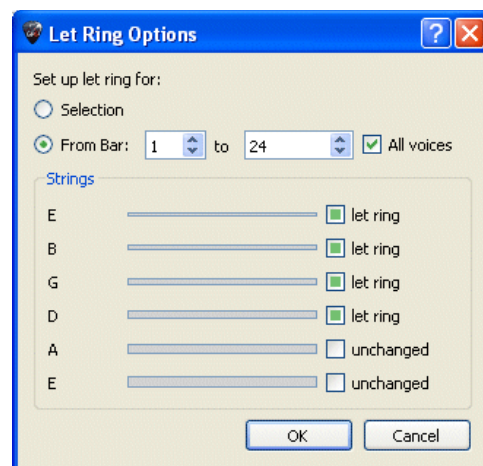 Let Ring Options
Set up let ring for:
Selection
From Bar: 1 to 24 All voices
Strings
E let ring
B let ring
G let ring
D let ring
A unchanged
E unchanged
OK Cancel